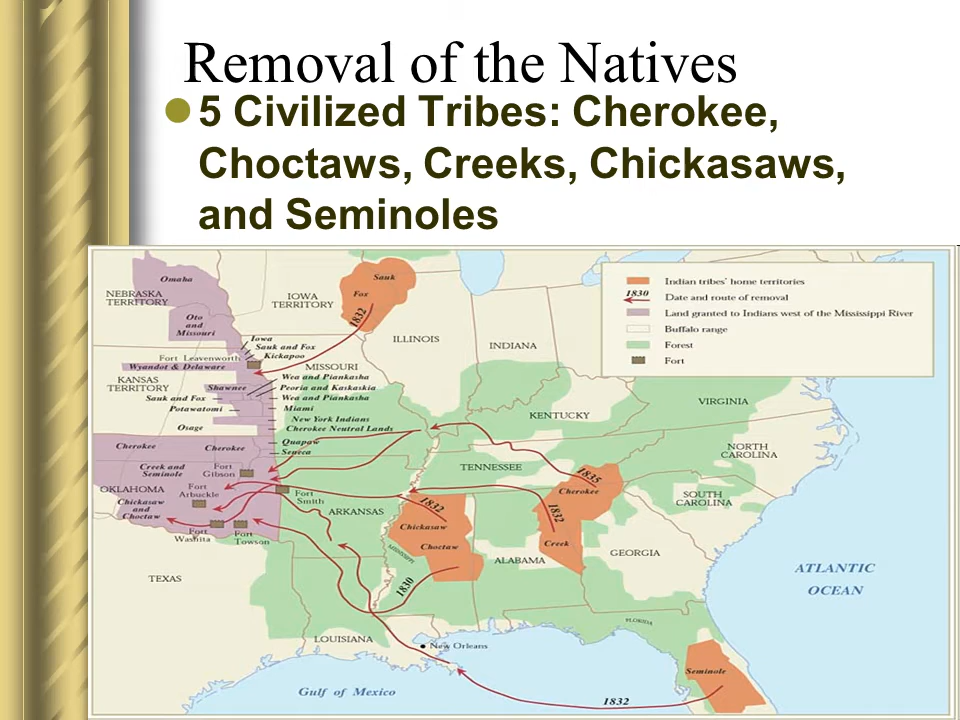 Removal of the Natives
5 Civilized Tribes: Cherokee,
Choctaws, Creeks, Chickasaws,
and Seminoles
Indian tribes' home territories
1830
Date and route of removal
Land granted to Indians west of the Mississippi River
Buffalo range
Forest
Fort
Omaha
NEBRASKA
TERRITORY
Oto
and
Missouri
IOWA
TERRITORY
Sauk
Fox
1832
Iowa
Sauk and Fox
Kickapoo
Fort Leavenworth
Wyandot & Delaware
ILLINOIS
INDIANA
MISSOURI
KANSAS
TERRITORY
Shawnee
Sauk and Fox
Potawatomi
Osage
Wea and Piankasha
Peoria and Kaskaskia
Wea and Piankasha
Miami
New York Indians
Cherokee Neutral Lands
Quapaw
Seneca
KENTUCKY
VIRGINIA
NORTH
CAROLINA
TENNESSEE
Cherokee
Cherokee
Creek and
Seminole
Fort
Gibson
OKLAHOMA
Fort
Arbuckle
Chickasaw
and
Choctaw
Fort
Washita
Fort
Towson
Fort
Smith
ARKANSAS
1835
Cherokee
1832
Creek
1832
Chickasaw
Choctaw
MISSISSIPPI
1830
SOUTH
CAROLINA
ALABAMA
GEORGIA
TEXAS
LOUISIANA
New Orleans
FLORIDA
ATLANTIC
OCEAN
Seminole
Gulf of Mexico
1832